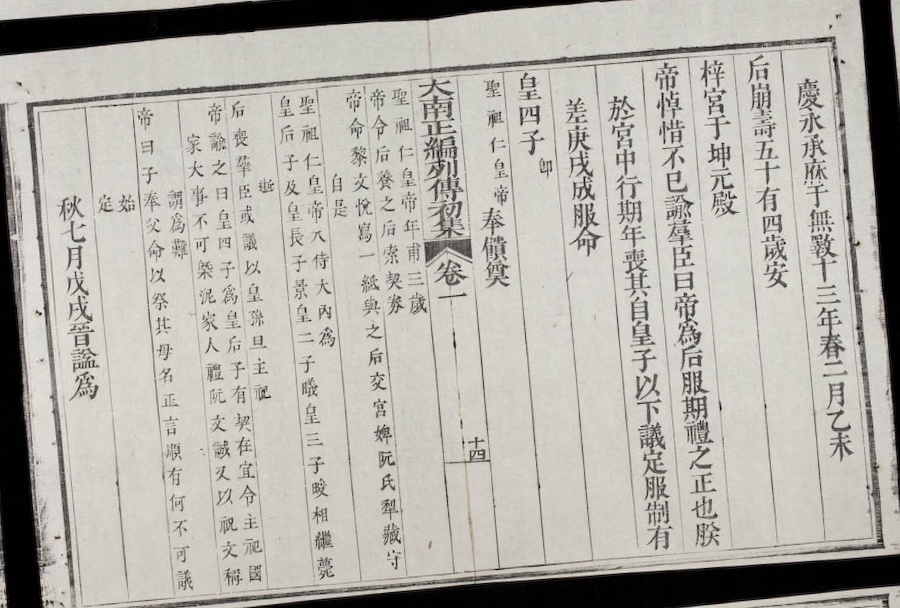 慶永承庥于無斁十三年春二月乙未
后崩壽五十有四歲安
梓宮于坤元殿
帝悼惜不已諭羣臣曰帝爲后服期禮之正也朕
於宮中行期年喪其自皇子以下議定服制有
差庚戌成服命
皇四子即
聖祖仁皇帝奉饋奠
大南正編列傳初集 卷一 十四
聖祖仁皇帝年甫三歲
帝令后養之后索契券
帝命黎文悅寫一紙與之后交宮婢阮氏犁藏守
自是
聖祖仁皇帝入侍大內爲
皇后子及皇長子景皇二子曦皇三子晙相繼薨
逝
后喪羣臣或議以皇孫旦主祀
帝諭之曰皇四子爲皇后子有契在宜令主祀國
家大事不可槩泥家人禮阮文誠又以祝文稱
謂爲難
帝曰子奉父命以祭其母名正言順有何不可議
始
定
秋七月戊戌晉謚爲